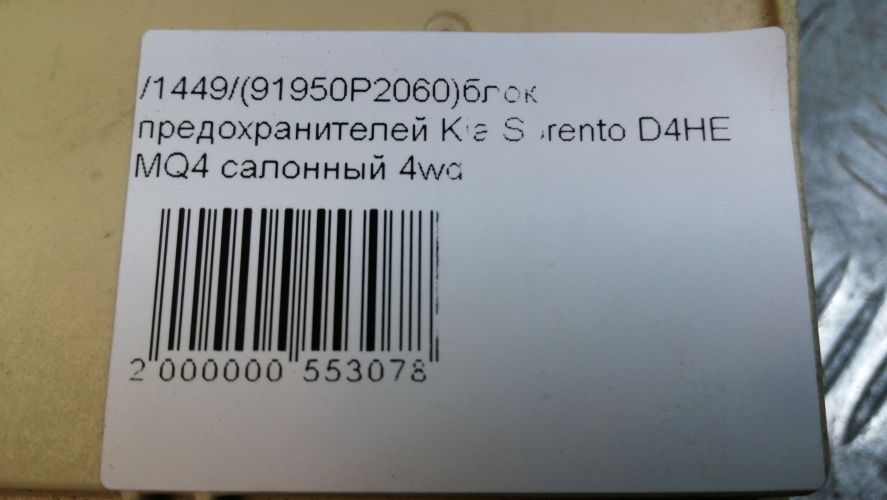 /1449/(91950P2060)блок
предохранителей Kia Sorento D4HE
MQ4 салонный 4wd
2 000000 553078